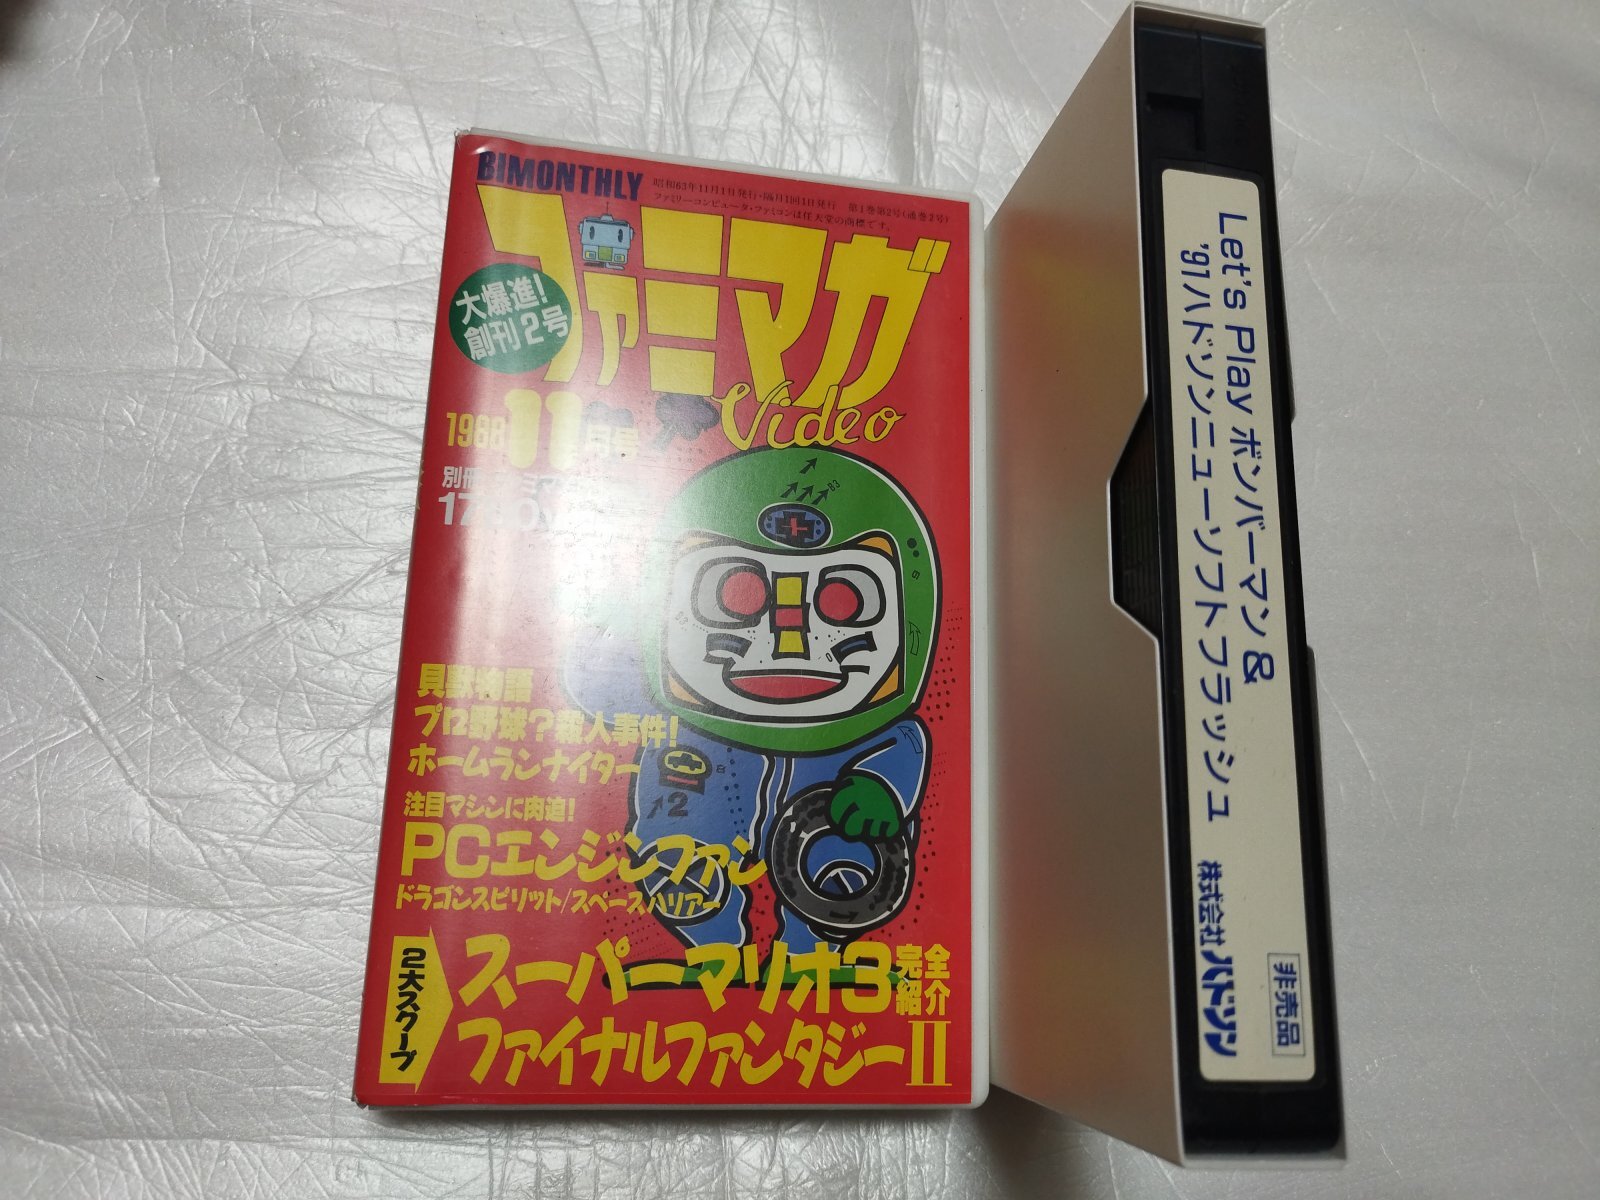 BIMONTHLY
昭和63年11月1日発行・隔月1回1日発行 第1巻第2号(通巻2号)
ファミリーコンピュータ・ファミコンは任天堂の商標です。
ファミマガ
Video
大爆進!
創刊2号
1988 11月号
別冊
貝獣物語
プロ野球?殺人事件!
ホームランナイター
注目マシンに肉迫!
PCエンジンファン
ドラゴンスピリット/スペースハリアー
2大スクープ
スーパーマリオ3 完全紹介
ファイナルファンタジーII
83
2
Let's Play ボンバーマン&
'91ハドソンニューソフトフラッシュ
株式会社ハドソン
非売品